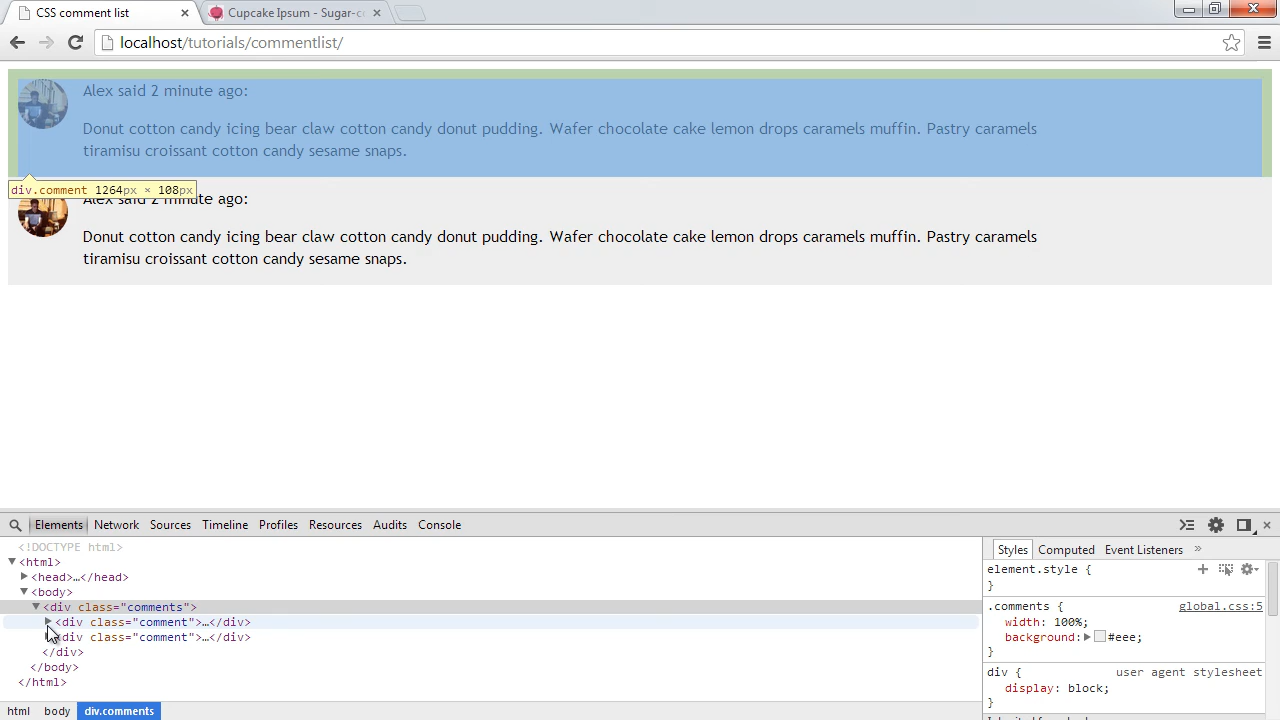 CSS comment list
Cupcake Ipsum - Sugar-c
localhost/tutorials/commentlist/
Alex said 2 minute ago:
Donut cotton candy icing bear claw cotton candy donut pudding. Wafer chocolate cake lemon drops caramels muffin. Pastry caramels
tiramisu croissant cotton candy sesame snaps.
div.comment 1264px × 108px
Alex said 2 minute ago:
Donut cotton candy icing bear claw cotton candy donut pudding. Wafer chocolate cake lemon drops caramels muffin. Pastry caramels
tiramisu croissant cotton candy sesame snaps.
Elements Network Sources Timeline Profiles Resources Audits Console
<!DOCTYPE html>
<html>
<head>…</head>
<body>
<div class="comments">
<div class="comment">…</div>
<div class="comment">…</div>
</div>
</body>
</html>
html body div.comments
Styles Computed Event Listeners »
element.style {
}
.comments { global.css:5
width: 100%;
background: #eee;
}
div { user agent stylesheet
display: block;
}